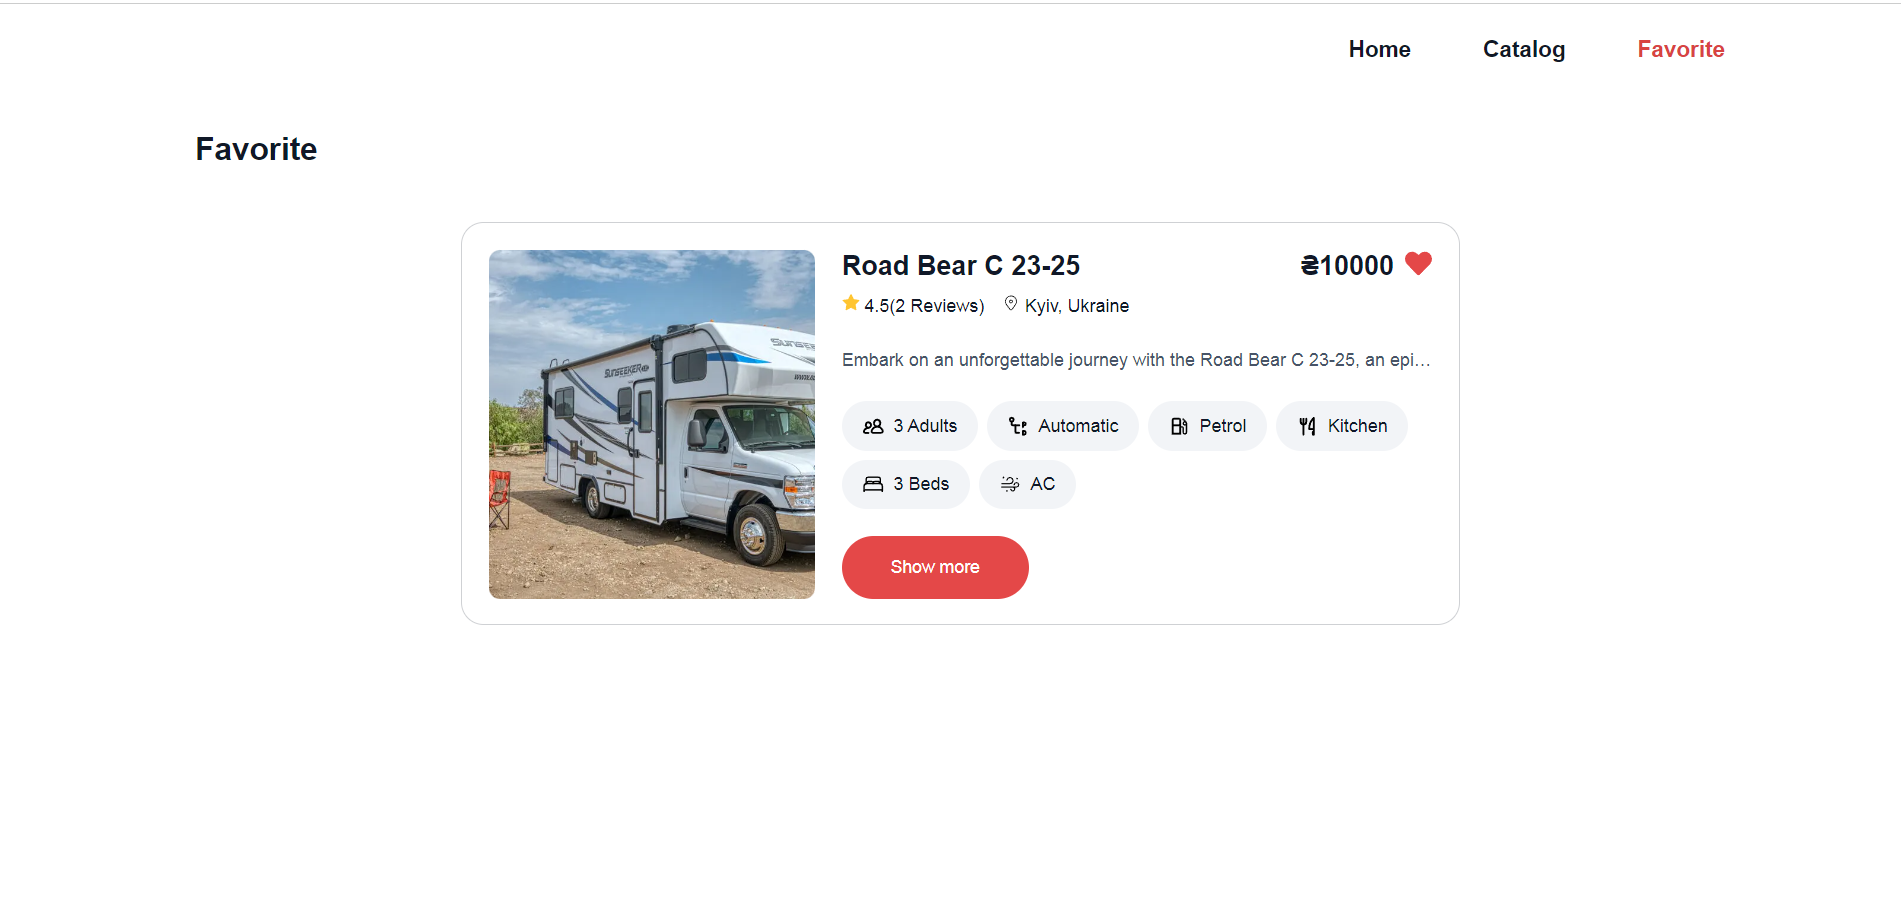 Home Catalog Favorite
Favorite
Road Bear C 23-25 ₴10000
4.5(2 Reviews) Kyiv, Ukraine
Embark on an unforgettable journey with the Road Bear C 23-25, an epi…
3 Adults Automatic Petrol Kitchen
3 Beds AC
Show more
SUNSEEKER